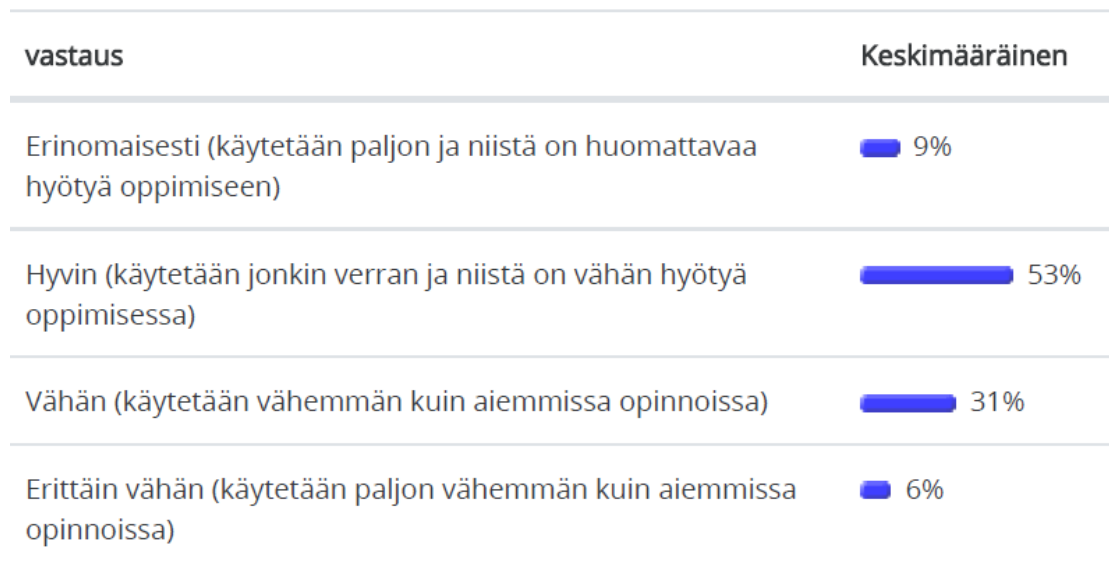 vastaus Keskimääräinen
Erinomaisesti (käytetään paljon ja niistä on huomattavaa
hyötyä oppimiseen) 9%
Hyvin (käytetään jonkin verran ja niistä on vähän hyötyä
oppimisessa) 53%
Vähän (käytetään vähemmän kuin aiemmissa opinnoissa) 31%
Erittäin vähän (käytetään paljon vähemmän kuin aiemmissa
opinnoissa) 6%